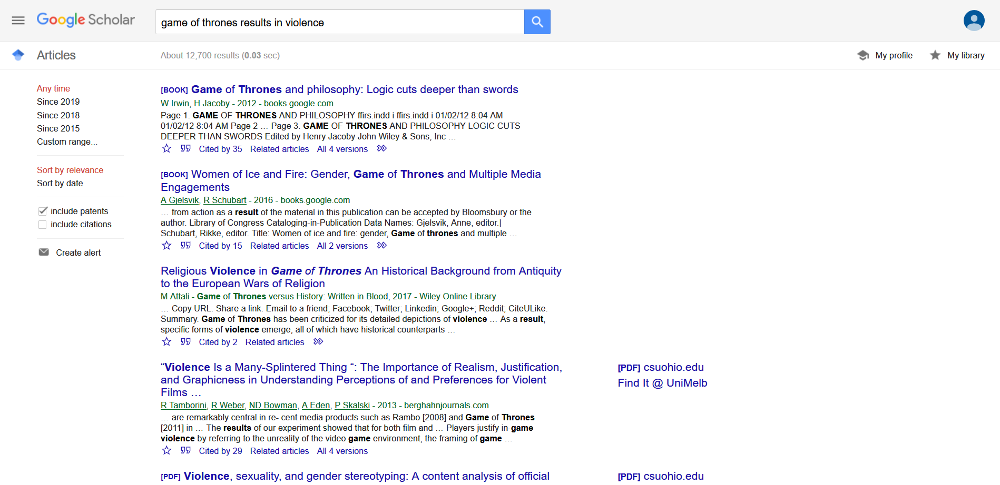 Google Scholar
game of thrones results in violence
Articles
About 12,700 results (0.03 sec)
My profile
My library
Any time
Since 2019
Since 2018
Since 2015
Custom range...
Sort by relevance
Sort by date
include patents
include citations
Create alert
[BOOK] Game of Thrones and philosophy: Logic cuts deeper than swords
W Irwin, H Jacoby - 2012 - books.google.com
Page 1. GAME OF THRONES AND PHILOSOPHY ffirs.indd i ffirs.indd i 01/02/12 8:04 AM
01/02/12 8:04 AM Page 2 … Page 3. GAME OF THRONES AND PHILOSOPHY LOGIC CUTS
DEEPER THAN SWORDS Edited by Henry Jacoby John Wiley & Sons, Inc …
Cited by 35 Related articles All 4 versions
[BOOK] Women of Ice and Fire: Gender, Game of Thrones and Multiple Media
Engagements
A Gjelsvik, R Schubart - 2016 - books.google.com
… from action as a result of the material in this publication can be accepted by Bloomsbury or the
author. Library of Congress Cataloging-in-Publication Data Names: Gjelsvik, Anne, editor.|
Schubart, Rikke, editor. Title: Women of ice and fire: gender, Game of thrones and multiple …
Cited by 15 Related articles All 2 versions
Religious Violence in Game of Thrones An Historical Background from Antiquity
to the European Wars of Religion
M Attali - Game of Thrones versus History: Written in Blood, 2017 - Wiley Online Library
… Copy URL. Share a link. Email to a friend; Facebook; Twitter; Linkedin; Google+; Reddit; CiteULike.
Summary. Game of Thrones has been criticized for its detailed depictions of violence … As a result,
specific forms of violence emerge, all of which have historical counterparts …
Cited by 2 Related articles
“Violence Is a Many-Splintered Thing “: The Importance of Realism, Justification,
and Graphicness in Understanding Perceptions of and Preferences for Violent
Films …
R Tamborini, R Weber, ND Bowman, A Eden, P Skalski - 2013 - berghahnjournals.com
… are remarkably central in re- cent media products such as Rambo [2008] and Game of Thrones
[2011] in … The results of our experiment showed that for both film and … Players justify in-game
violence by referring to the unreality of the video game environment, the framing of game …
Cited by 29 Related articles All 4 versions
[PDF] csuohio.edu
Find It @ UniMelb
[PDF] Violence, sexuality, and gender stereotyping: A content analysis of official
[PDF] csuohio.edu